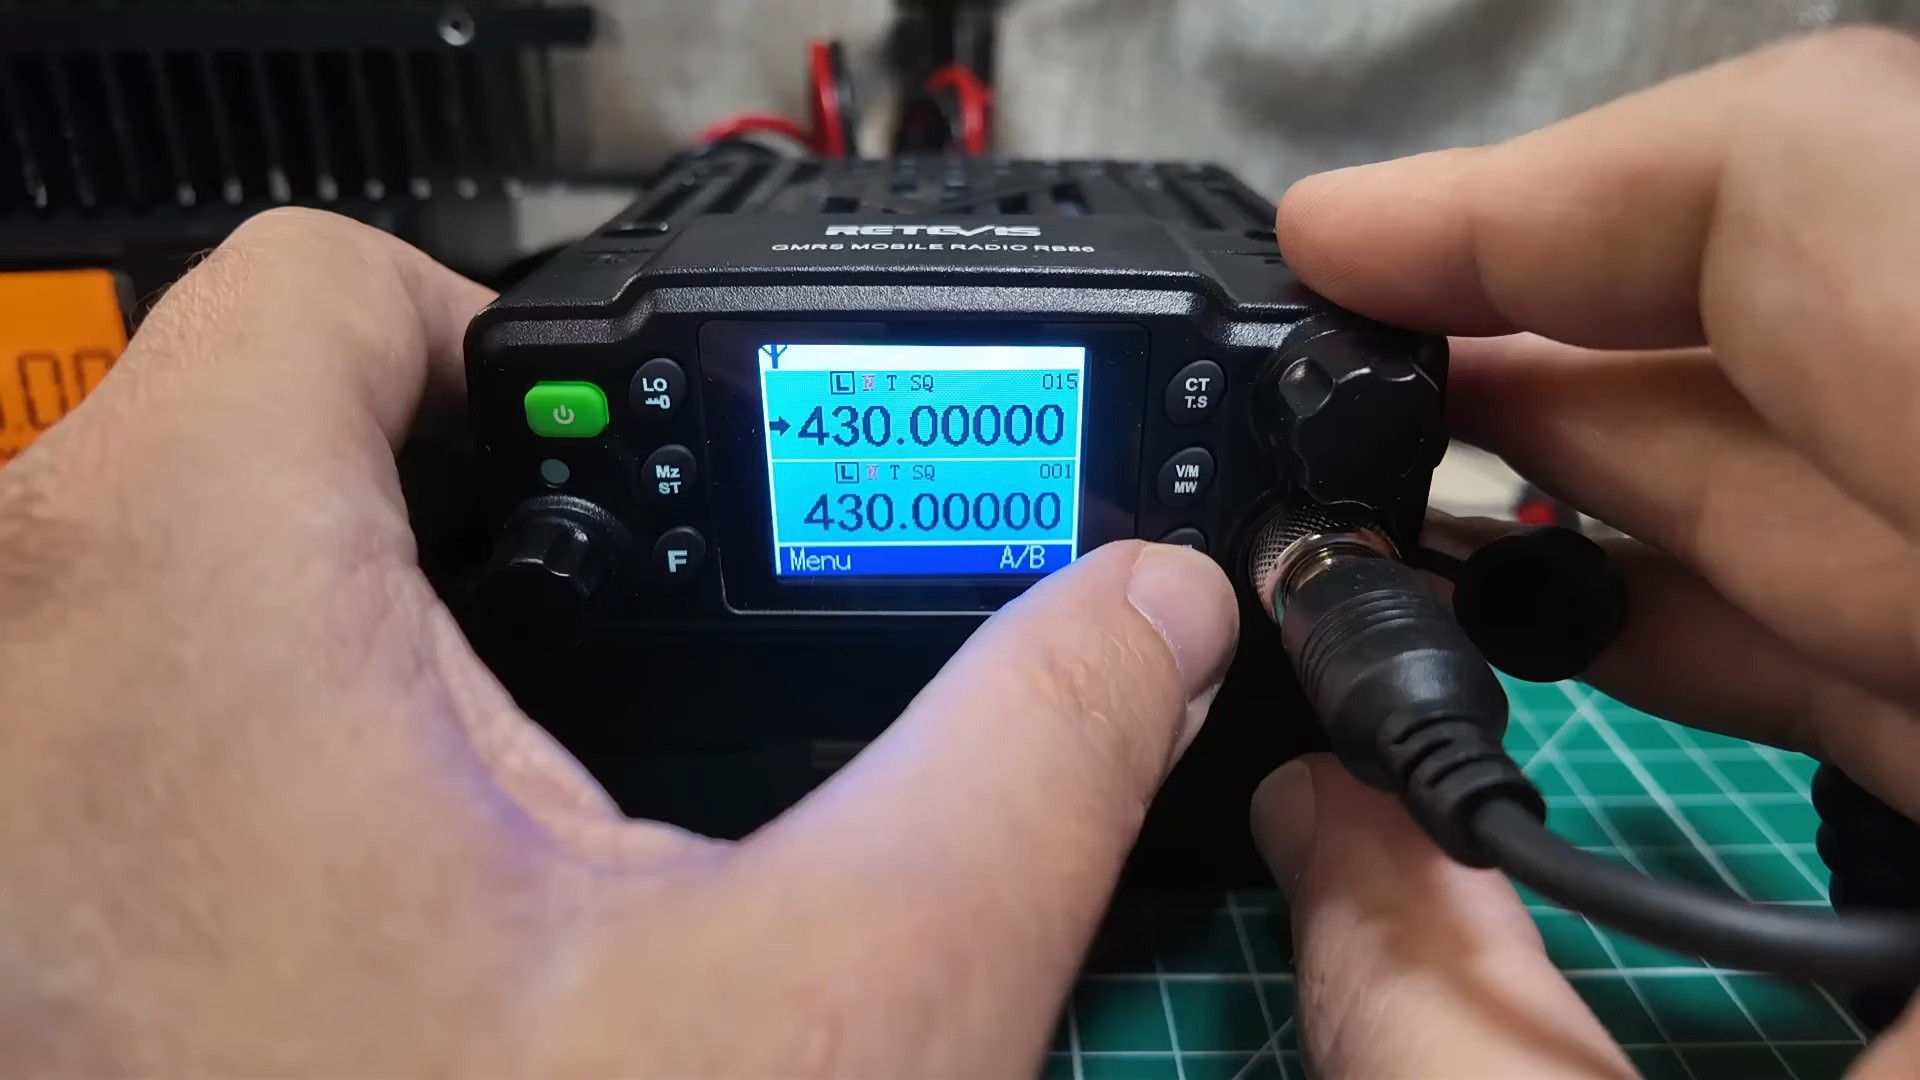 RETEVIS
GMRS MOBILE RADIO RB86
LO
CT
T.S
L N T SQ 015
430.00000
Mz
ST
V/M
MW
L N T SQ 001
430.00000
F
Menu A/B
.00